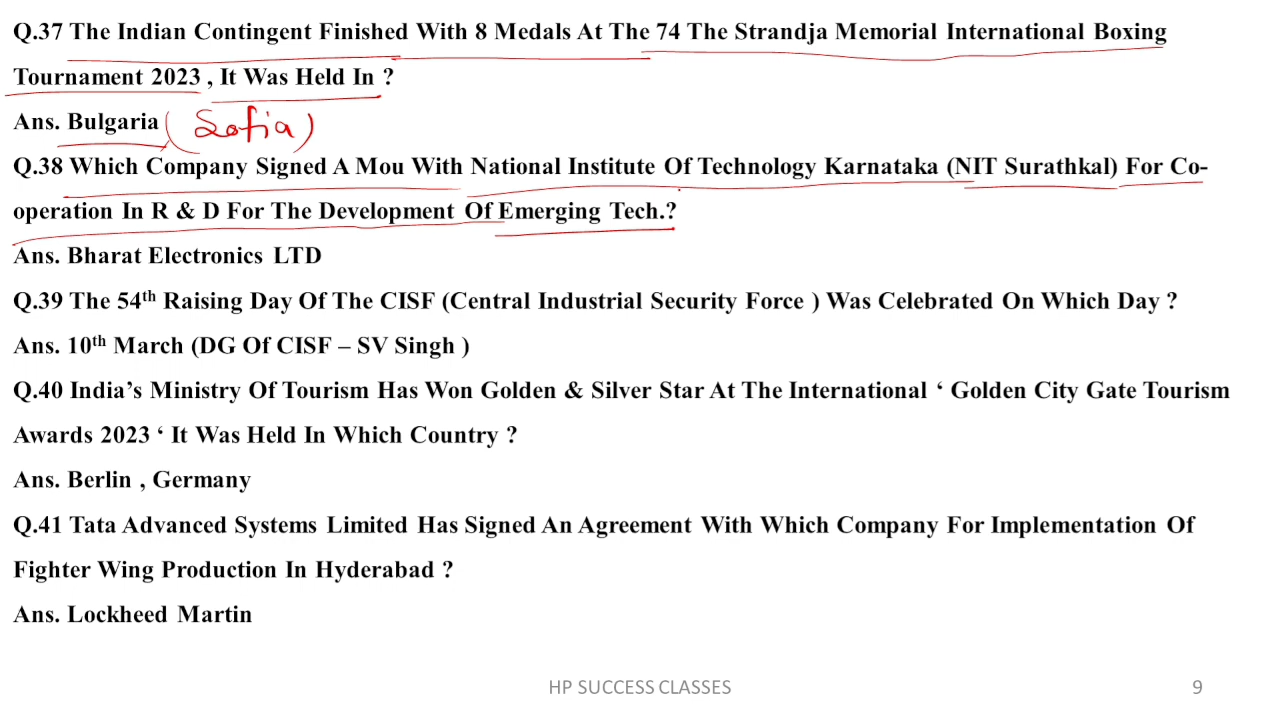 Q.37 The Indian Contingent Finished With 8 Medals At The 74 The Strandja Memorial International Boxing
Tournament 2023 , It Was Held In ?
Ans. Bulgaria (Sofia)
Q.38 Which Company Signed A Mou With National Institute Of Technology Karnataka (NIT Surathkal) For Co-
operation In R & D For The Development Of Emerging Tech.?
Ans. Bharat Electronics LTD
Q.39 The 54th Raising Day Of The CISF (Central Industrial Security Force ) Was Celebrated On Which Day ?
Ans. 10th March (DG Of CISF – SV Singh )
Q.40 India’s Ministry Of Tourism Has Won Golden & Silver Star At The International ‘ Golden City Gate Tourism
Awards 2023 ‘ It Was Held In Which Country ?
Ans. Berlin , Germany
Q.41 Tata Advanced Systems Limited Has Signed An Agreement With Which Company For Implementation Of
Fighter Wing Production In Hyderabad ?
Ans. Lockheed Martin
HP SUCCESS CLASSES 9